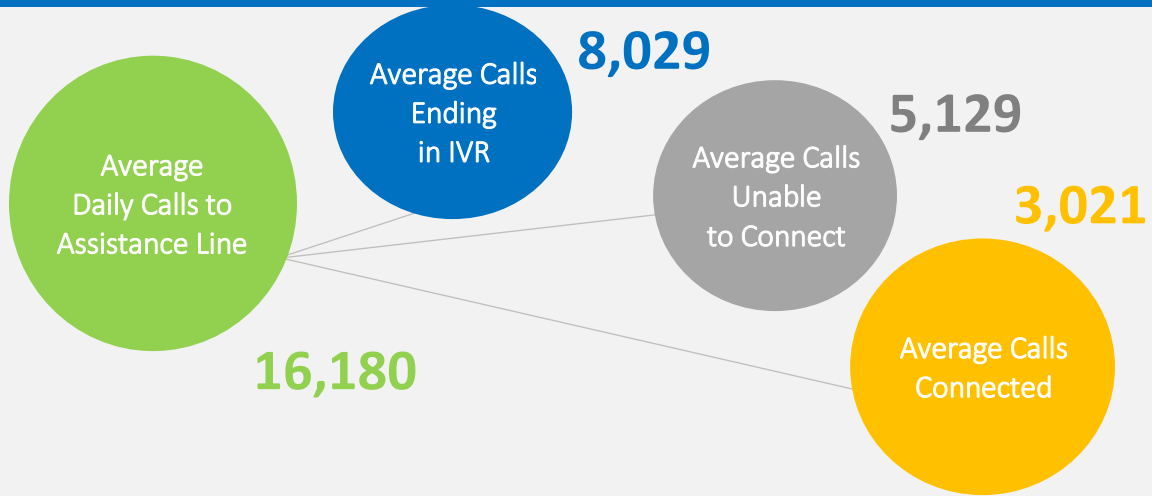 Average
Daily Calls to
Assistance Line
16,180
Average Calls
Ending
in IVR
8,029
Average Calls
Unable
to Connect
5,129
Average Calls
Connected
3,021